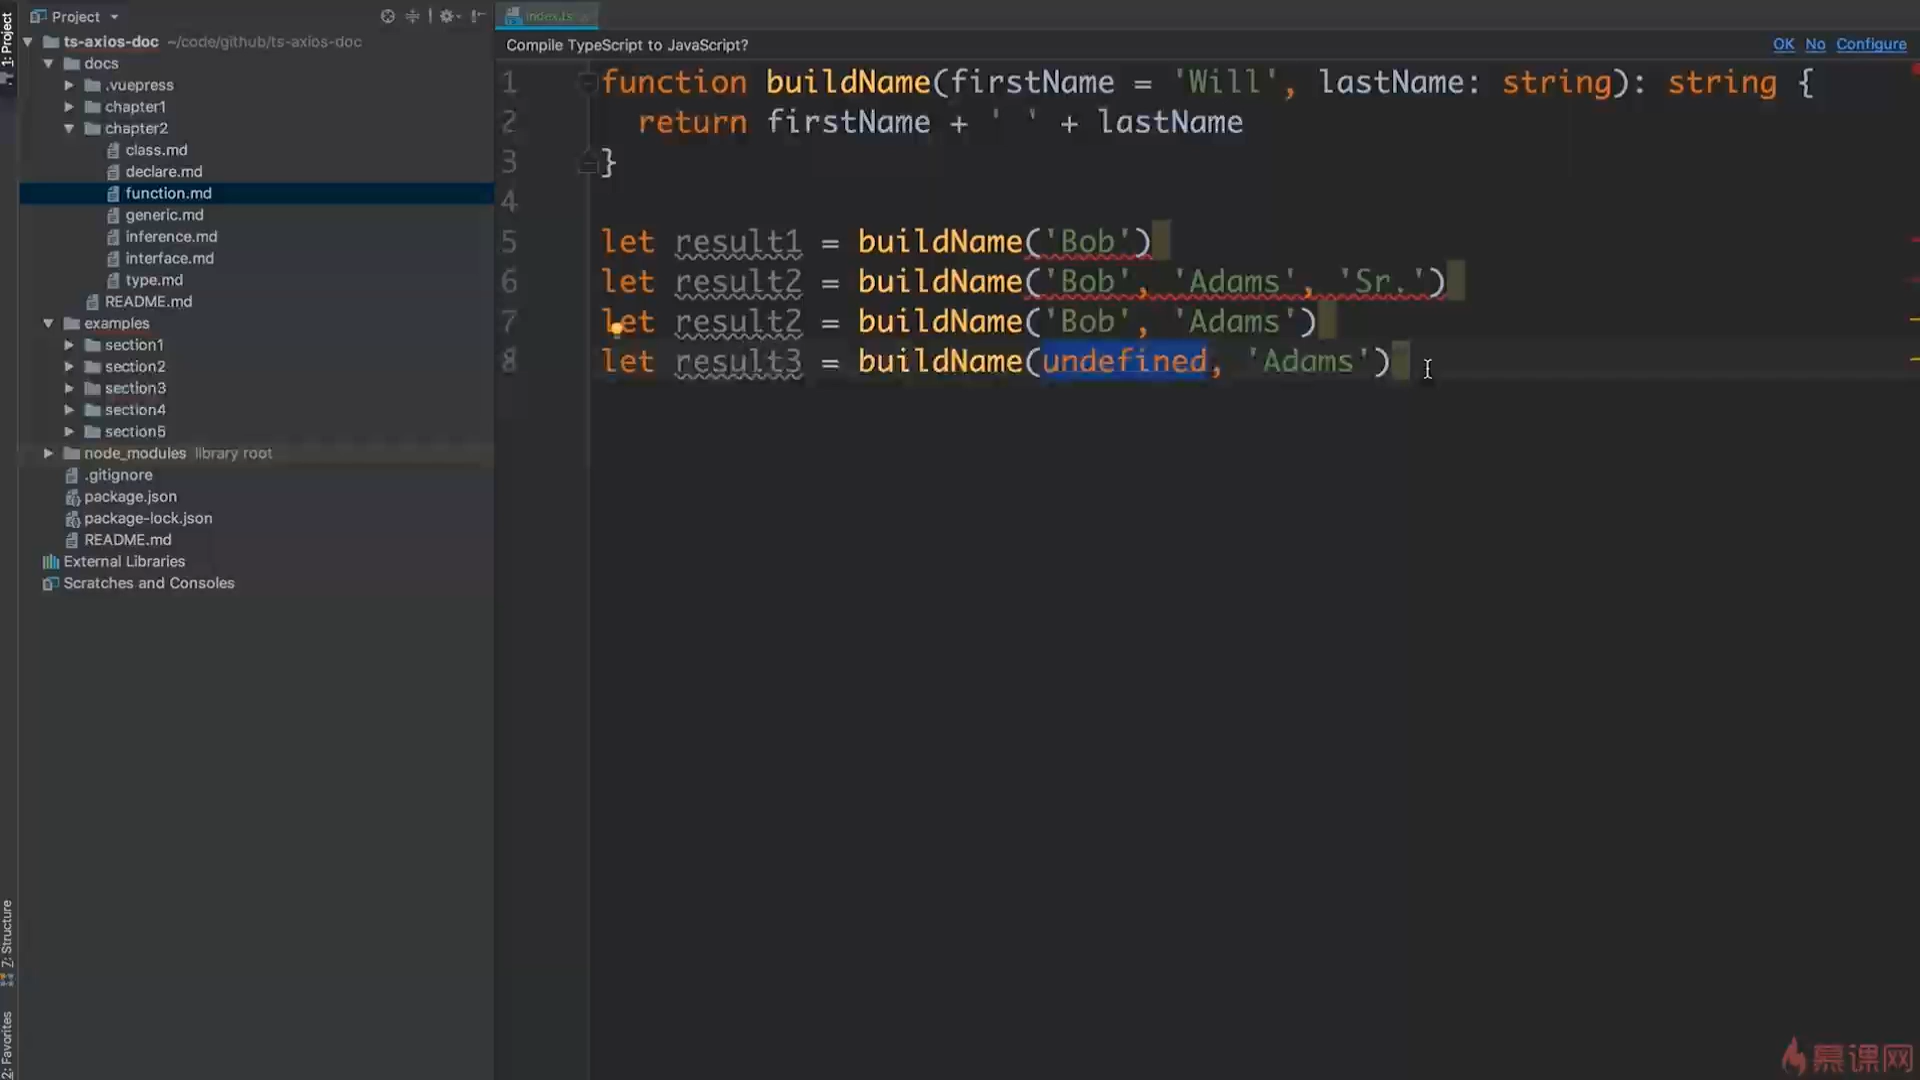 1: Project
Project
ts-axios-doc ~/code/github/ts-axios-doc
docs
.vuepress
chapter1
chapter2
class.md
declare.md
function.md
generic.md
inference.md
interface.md
type.md
README.md
examples
section1
section2
section3
section4
section5
node_modules library root
.gitignore
package.json
package-lock.json
README.md
External Libraries
Scratches and Consoles
7: Structure
2: Favorites
index.ts
Compile TypeScript to JavaScript?
OK No Configure
1 function buildName(firstName = 'Will', lastName: string): string {
2 return firstName + ' ' + lastName
3 }
4
5 let result1 = buildName('Bob')
6 let result2 = buildName('Bob', 'Adams', 'Sr.')
7 let result2 = buildName('Bob', 'Adams')
8 let result3 = buildName(undefined, 'Adams')
慕课网